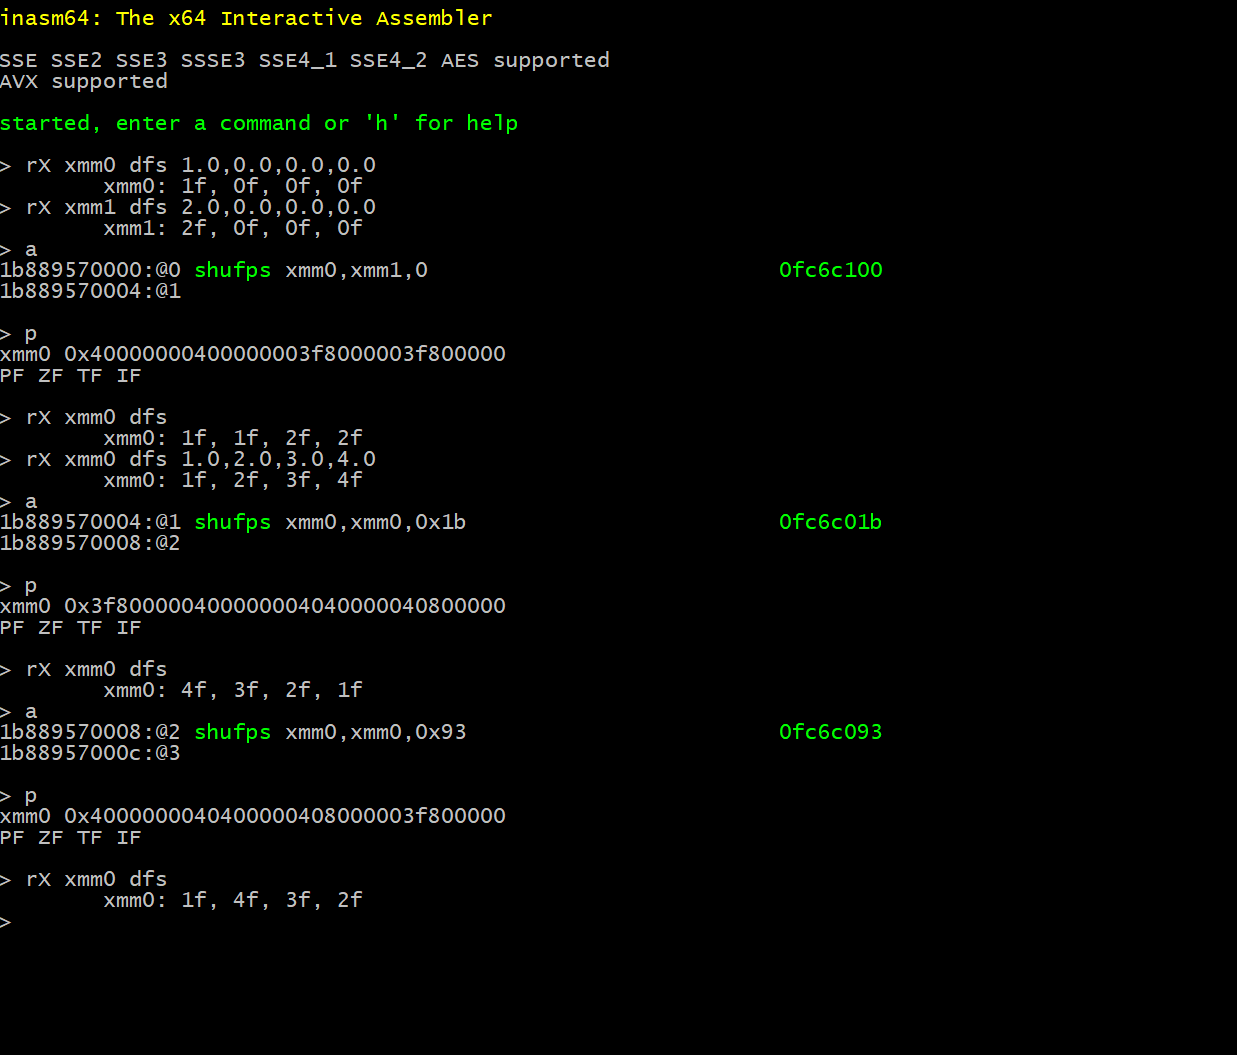 inasm64: The x64 Interactive Assembler
SSE SSE2 SSE3 SSSE3 SSE4_1 SSE4_2 AES supported
AVX supported
started, enter a command or 'h' for help
> rX xmm0 dfs 1.0,0.0,0.0,0.0
xmm0: 1f, 0f, 0f, 0f
> rX xmm1 dfs 2.0,0.0,0.0,0.0
xmm1: 2f, 0f, 0f, 0f
> a
1b889570000:@0 shufps xmm0,xmm1,0 0fc6c100
1b889570004:@1
> p
xmm0 0x40000000400000003f8000003f800000
PF ZF TF IF
> rX xmm0 dfs
xmm0: 1f, 1f, 2f, 2f
> rX xmm0 dfs 1.0,2.0,3.0,4.0
xmm0: 1f, 2f, 3f, 4f
> a
1b889570004:@1 shufps xmm0,xmm0,0x1b 0fc6c01b
1b889570008:@2
> p
xmm0 0x3f800000400000004040000040800000
PF ZF TF IF
> rX xmm0 dfs
xmm0: 4f, 3f, 2f, 1f
> a
1b889570008:@2 shufps xmm0,xmm0,0x93 0fc6c093
1b88957000c:@3
> p
xmm0 0x4000000040400000408000003f800000
PF ZF TF IF
> rX xmm0 dfs
xmm0: 1f, 4f, 3f, 2f
>